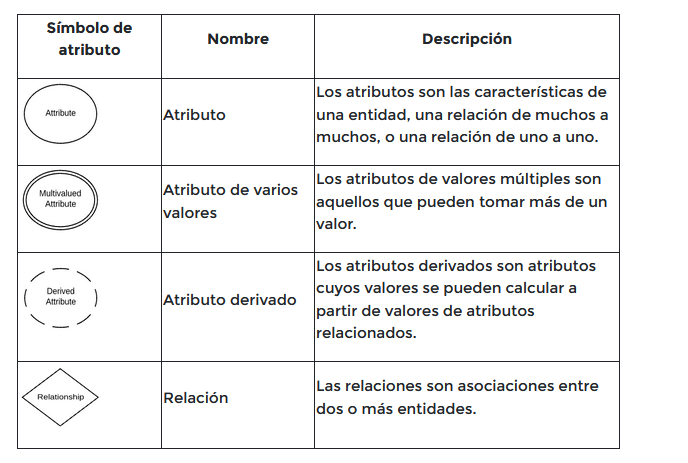 Símbolo de
atributo
Nombre
Descripción
Attribute
Atributo
Los atributos son las características de
una entidad, una relación de muchos a
muchos, o una relación de uno a uno.
Multivalued
Attribute
Atributo de varios
valores
Los atributos de valores múltiples son
aquellos que pueden tomar más de un
valor.
Derived
Attribute
Atributo derivado
Los atributos derivados son atributos
cuyos valores se pueden calcular a
partir de valores de atributos
relacionados.
Relationship
Relación
Las relaciones son asociaciones entre
dos o más entidades.